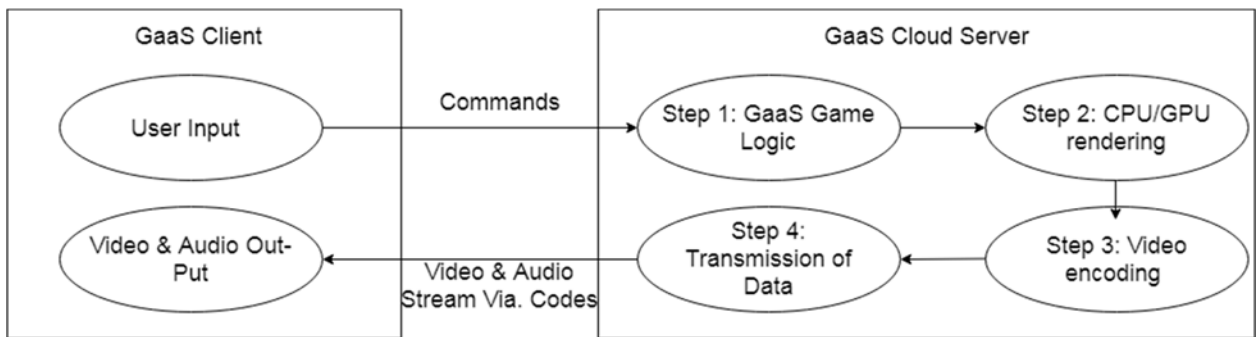 GaaS Client
GaaS Cloud Server
User Input
Commands
Step 1: GaaS Game
Logic
Step 2: CPU/GPU
rendering
Video & Audio Out-
Put
Video & Audio
Stream Via. Codes
Step 4:
Transmission of
Data
Step 3: Video
encoding